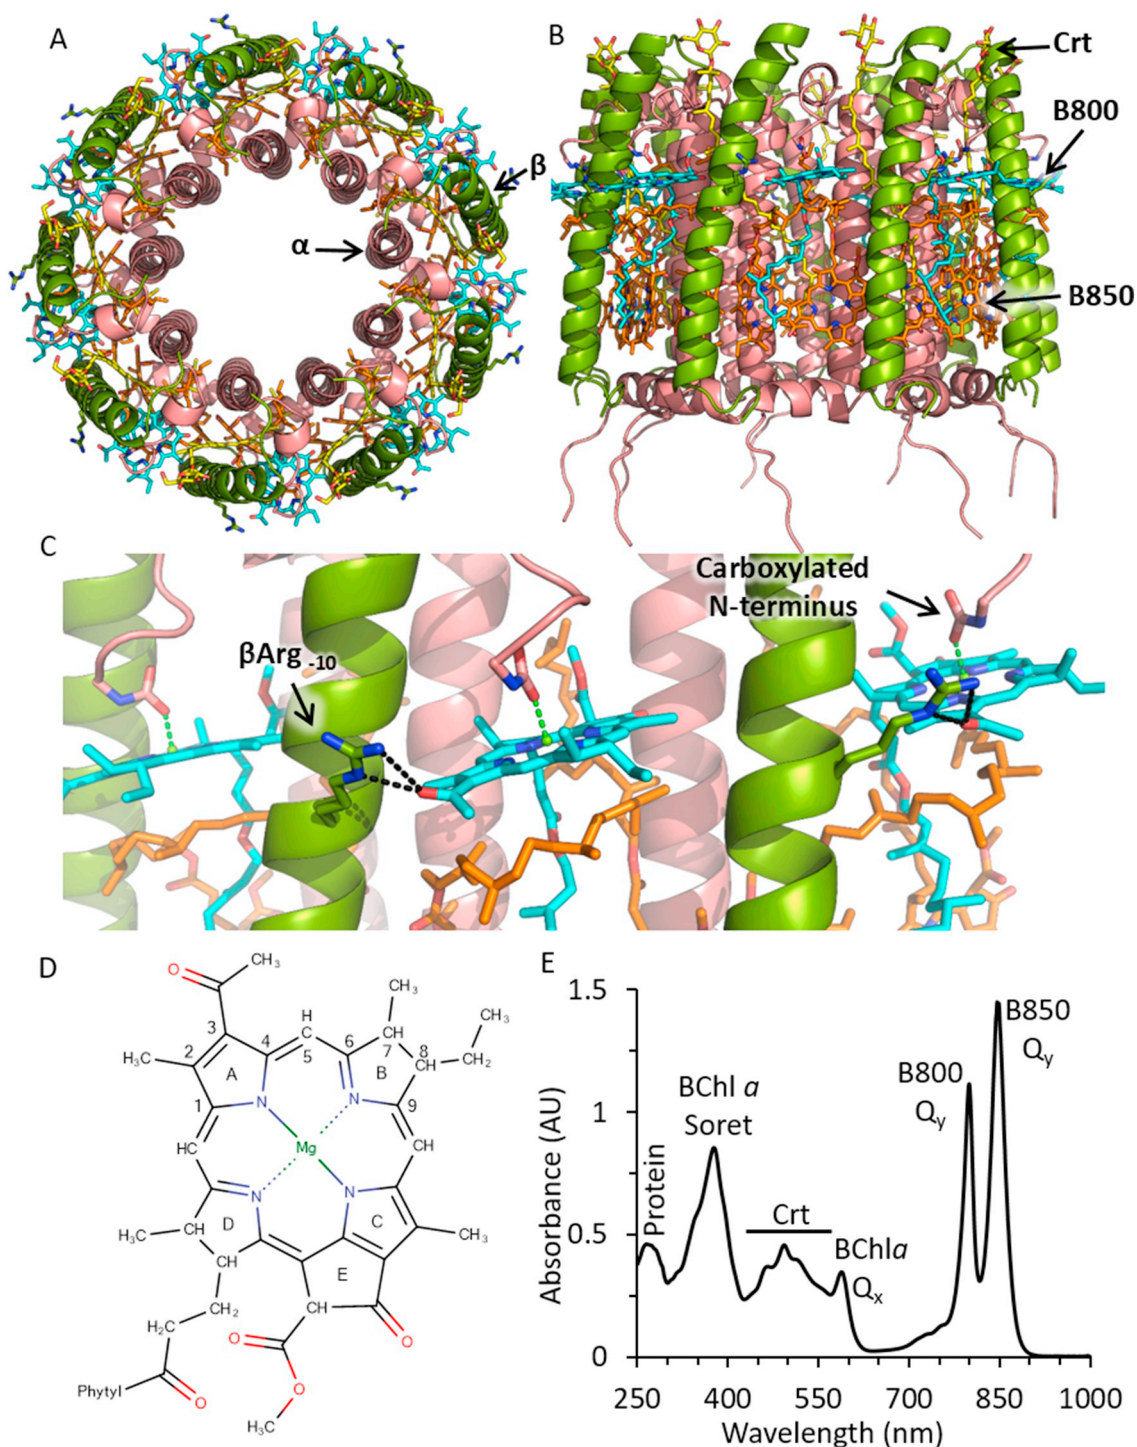 A
β
α
B
Crt
B800
B850
C
Carboxylated
N-terminus
βArg -10
D
O
CH₃
H
CH₃
CH₃
3
4
5
6
7
8
CH₂
H₃C
2
A
B
CH
1
N
N
9
HC
Mg
CH
N
N
H₃C
CH
D
C
CH₃
CH
E
CH₂
CH
H₂C
O
O
Phytyl
O
O
H₃C
E
1.5
1
0.5
0
Absorbance (AU)
Protein
BChl a
Soret
Crt
BChla
Qx
B800
Qy
B850
Qy
250 400 550 700 850 1000
Wavelength (nm)